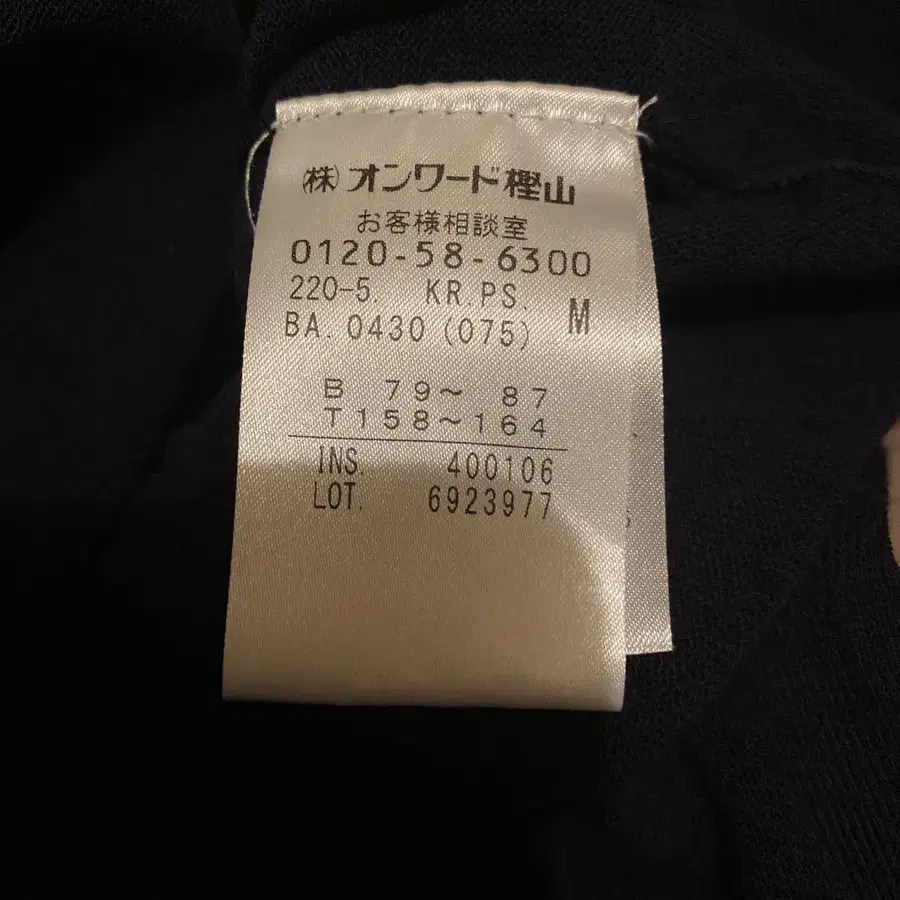 (株)オンワード樫山
お客様相談室
0120-58-6300
220-5. KR.PS. M
BA.0430(075)
B 79～ 87
T158～164
INS. 400106
LOT. 6923977